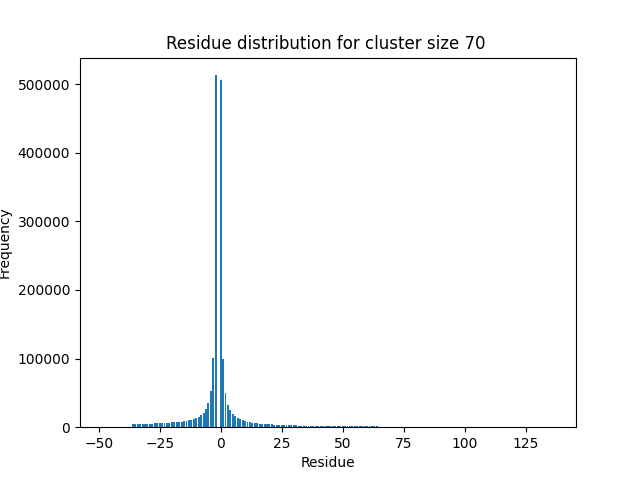 Residue distribution for cluster size 70
500000
400000
300000
200000
100000
0
Frequency
−50 −25 0 25 50 75 100 125
Residue